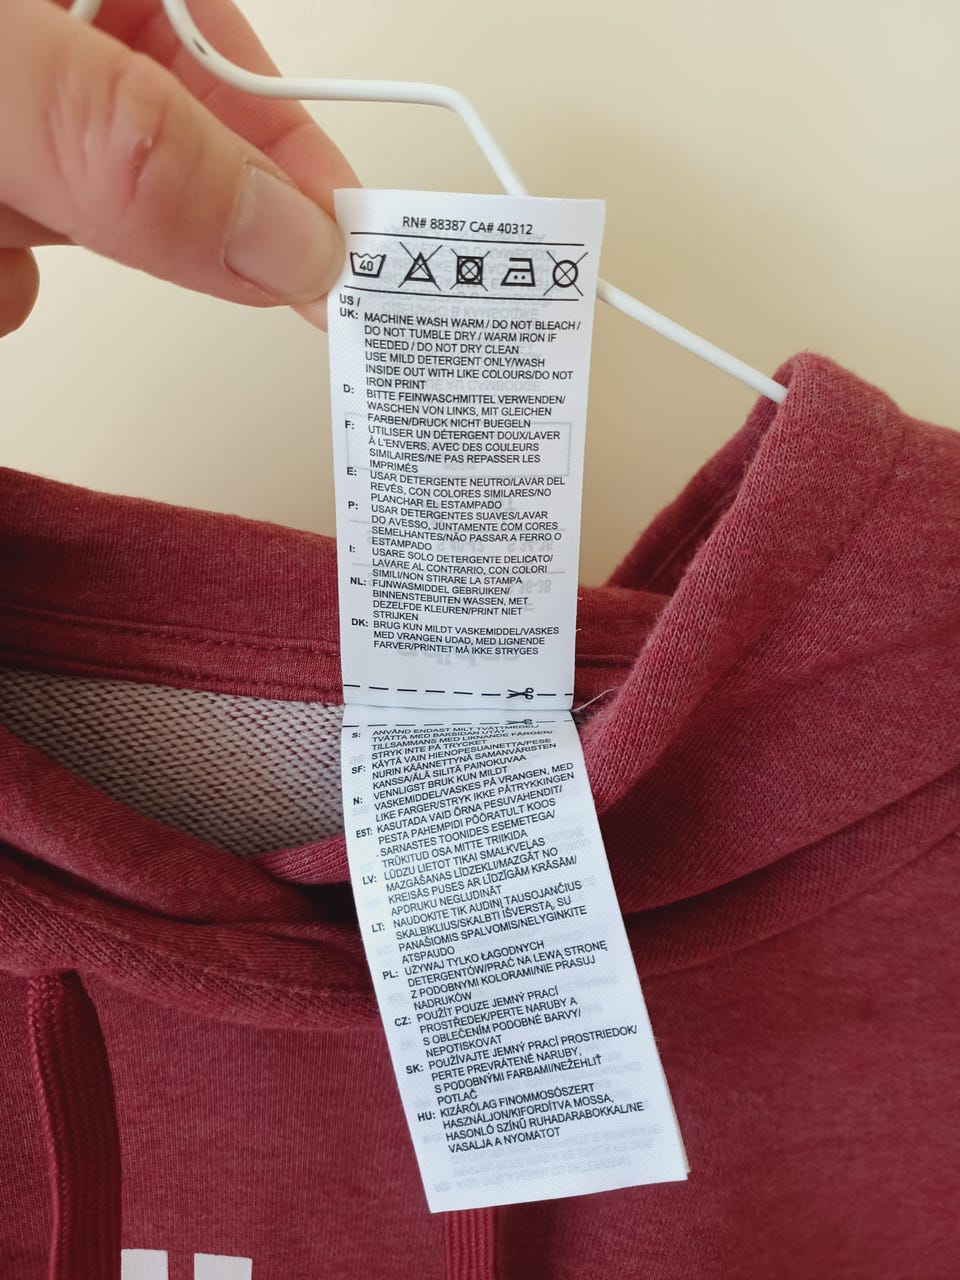 RN# 88387 CA# 40312
40
US /
UK: MACHINE WASH WARM / DO NOT BLEACH /
DO NOT TUMBLE DRY / WARM IRON IF
NEEDED / DO NOT DRY CLEAN
USE MILD DETERGENT ONLY/WASH
INSIDE OUT WITH LIKE COLOURS/DO NOT
IRON PRINT
D: BITTE FEINWASCHMITTEL VERWENDEN/
WASCHEN VON LINKS, MIT GLEICHEN
FARBEN/DRUCK NICHT BUEGELN
F: UTILISER UN DÉTERGENT DOUX/LAVER
À L'ENVERS, AVEC DES COULEURS
SIMILAIRES/NE PAS REPASSER LES
IMPRIMÉS
E: USAR DETERGENTE NEUTRO/LAVAR DEL
REVÉS, CON COLORES SIMILARES/NO
PLANCHAR EL ESTAMPADO
P: USAR DETERGENTES SUAVES/LAVAR
DO AVESSO, JUNTAMENTE COM CORES
SEMELHANTES/NÃO PASSAR A FERRO O
ESTAMPADO
I: USARE SOLO DETERGENTE DELICATO/
LAVARE AL CONTRARIO, CON COLORI
SIMILI/NON STIRARE LA STAMPA
NL: FIJNWASMIDDEL GEBRUIKEN/
BINNENSTEBUITEN WASSEN, MET
DEZELFDE KLEUREN/PRINT NIET
STRIJKEN
DK: BRUG KUN MILDT VASKEMIDDEL/VASKES
MED VRANGEN UDAD, MED LIGNENDE
FARVER/PRINTET MÅ IKKE STRYGES
S: ANVÄND ENDAST MILT TVÄTTMEDEL/
TVÄTTA MED BAKSIDAN UTÅT
TILLSAMMANS MED LIKNANDE FÄRGER/
STRYK INTE PÅ TRYCKET
SF: KÄYTÄ VAIN HIENOPESUAINETTA/PESE
NURIN KÄÄNNETTYNÄ SAMANVÄRISTEN
KANSSA/ÄLÄ SILITÄ PAINOKUVAA
N: VENNLIGST BRUK KUN MILDT
VASKEMIDDEL/VASKES PÅ VRANGEN, MED
LIKE FARGER/STRYK IKKE PÅTRYKKINGEN
EST: KASUTADA VAID ÕRNA PESUVAHENDIT/
PESTA PAHEMPIDI PÖÖRATULT KOOS
SARNASTES TOONIDES ESEMETEGA/
TRÜKITUD OSA MITTE TRIIKIDA
LV: LŪDZU LIETOT TIKAI SMALKVEĻAS
MAZGĀŠANAS LĪDZEKLI/MAZGĀT NO
KREISĀS PUSES AR LĪDZĪGĀM KRĀSĀM/
APDRUKU NEGLUDINĀT
LT: NAUDOKITE TIK AUDINĮ TAUSOJANČIUS
SKALBIKLIUS/SKALBTI IŠVERSTĄ, SU
PANAŠIOMIS SPALVOMIS/NELYGINKITE
ATSPAUDO
PL: UŻYWAJ TYLKO ŁAGODNYCH
DETERGENTÓW/PRAĆ NA LEWĄ STRONĘ
Z PODOBNYMI KOLORAMI/NIE PRASUJ
NADRUKÓW
CZ: POUŽÍT POUZE JEMNÝ PRACÍ
PROSTŘEDEK/PERTE NARUBY A
S OBLEČENÍM PODOBNÉ BARVY/
NEPOTISKOVAT
SK: POUŽÍVAJTE JEMNÝ PRACÍ PROSTRIEDOK/
PERTE PREVRÁTENÉ NARUBY,
S PODOBNÝMI FARBAMI/NEŽEHLIŤ
POTLAČ
HU: KIZÁRÓLAG FINOMMOSÓSZERT
HASZNÁLJON/KIFORDÍTVA MOSSA,
HASONLÓ SZÍNŰ RUHADARABOKKAL/NE
VASALJA A NYOMATOT